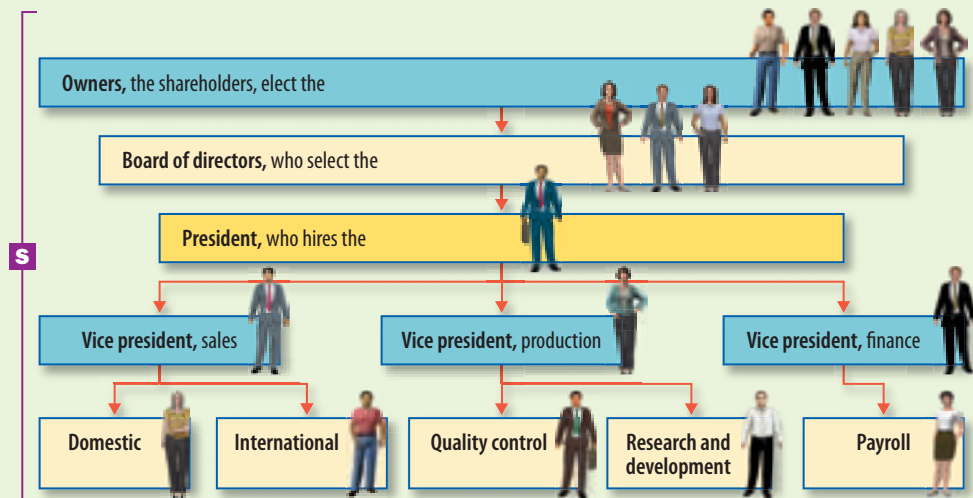 Owners, the shareholders, elect the
Board of directors, who select the
President, who hires the
S
Vice president, sales
Vice president, production
Vice president, finance
Domestic
International
Quality control
Research and
development
Payroll